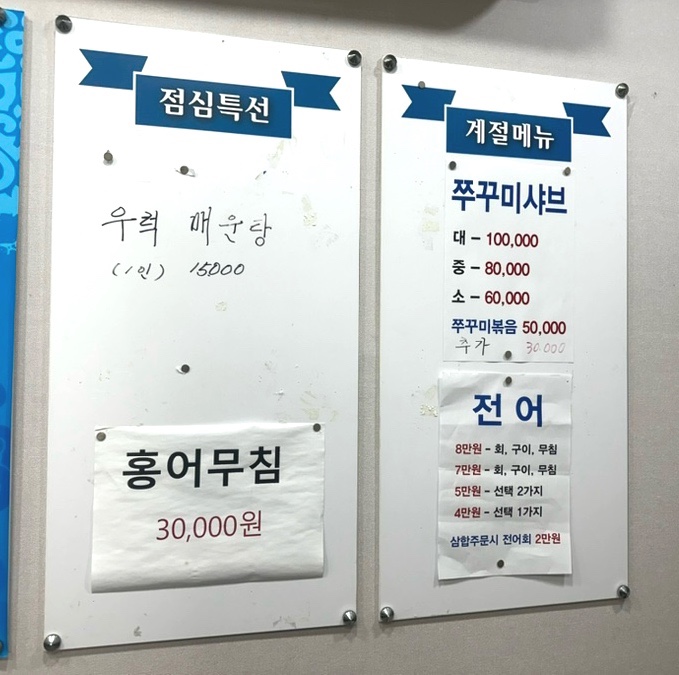 점심특선
우럭 매운탕
(1인) 15000
홍어무침
30,000원
계절메뉴
쭈꾸미샤브
대 - 100,000
중 - 80,000
소 - 60,000
쭈꾸미볶음 50,000
추가 30.000
전어
8만원 - 회, 구이, 무침
7만원 - 회, 구이, 무침
5만원 - 선택 2가지
4만원 - 선택 1가지
삼합주문시 전어회 2만원